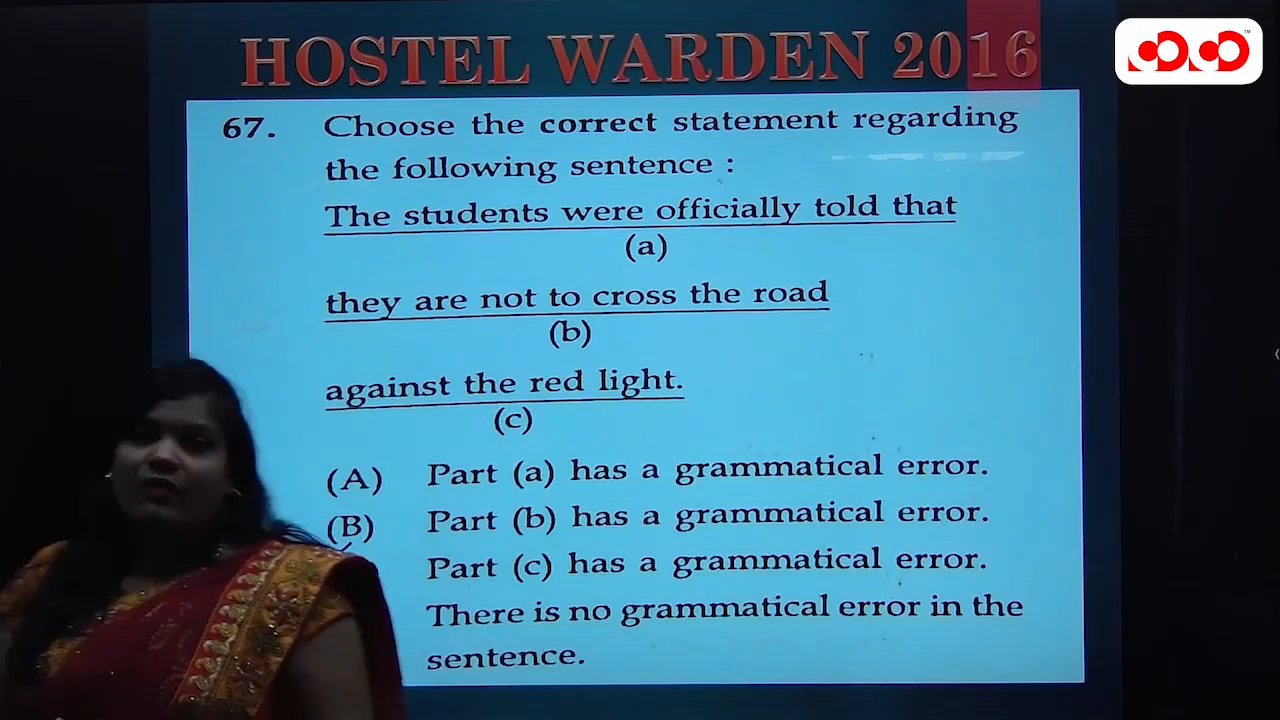 HOSTEL WARDEN 2016
67. Choose the correct statement regarding
the following sentence :
The students were officially told that
(a)
they are not to cross the road
(b)
against the red light.
(c)
(A) Part (a) has a grammatical error.
(B) Part (b) has a grammatical error.
Part (c) has a grammatical error.
There is no grammatical error in the
sentence.